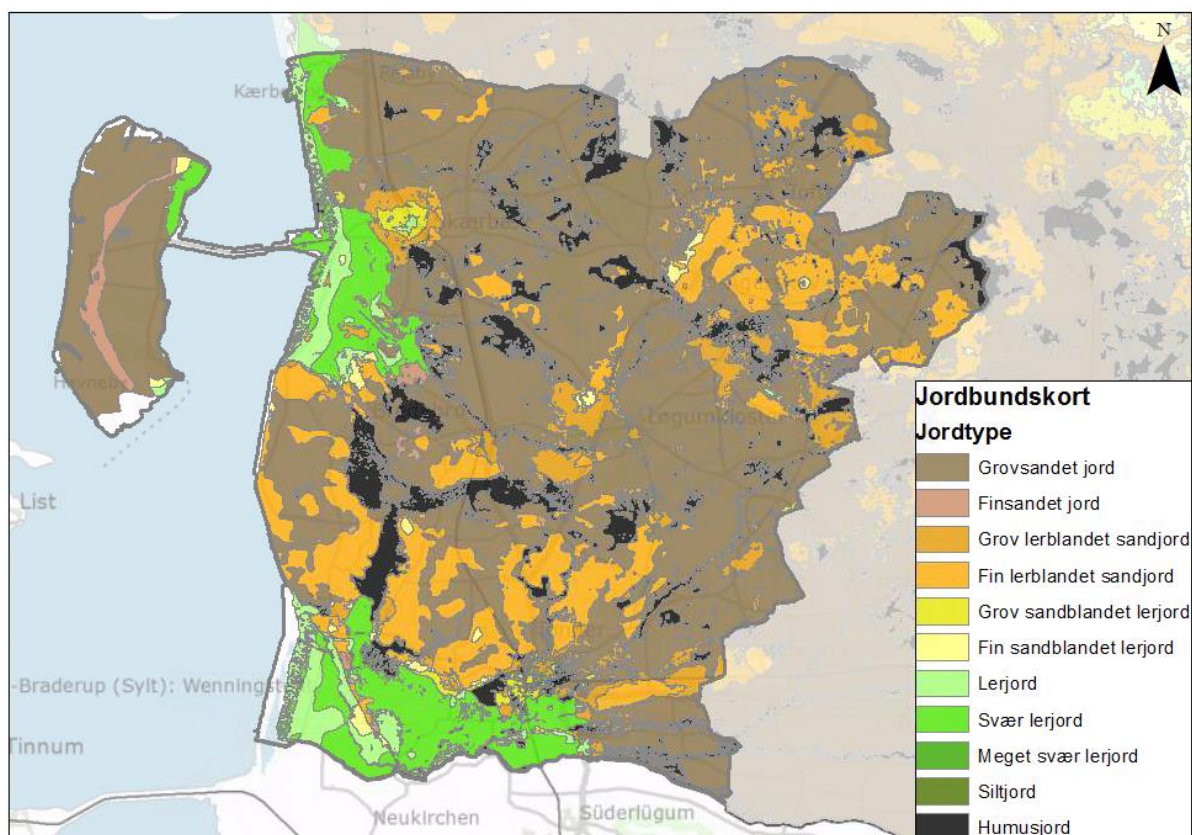 N
List
-Braderup (Sylt): Wenningst
Tinnum
Neukirchen
Süderlügum
Løgumkloster
Jordbundskort
Jordtype
Grovsandet jord
Finsandet jord
Grov lerblandet sandjord
Fin lerblandet sandjord
Grov sandblandet lerjord
Fin sandblandet lerjord
Lerjord
Svær lerjord
Meget svær lerjord
Siltjord
Humusjord